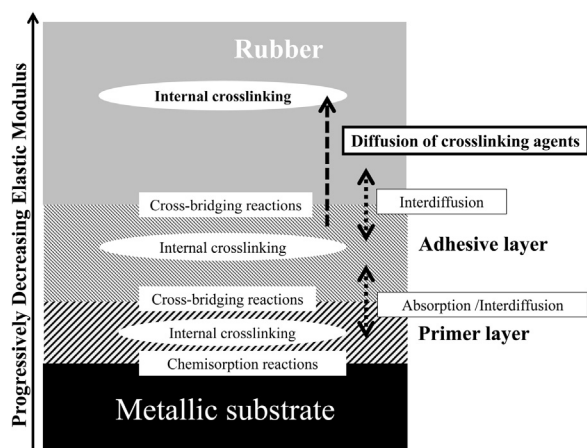 Progressively Decreasing Elastic Modulus
Rubber
Internal crosslinking
Diffusion of crosslinking agents
Cross-bridging reactions
Interdiffusion
Internal crosslinking
Adhesive layer
Cross-bridging reactions
Absorption /Interdiffusion
Internal crosslinking
Primer layer
Chemisorption reactions
Metallic substrate